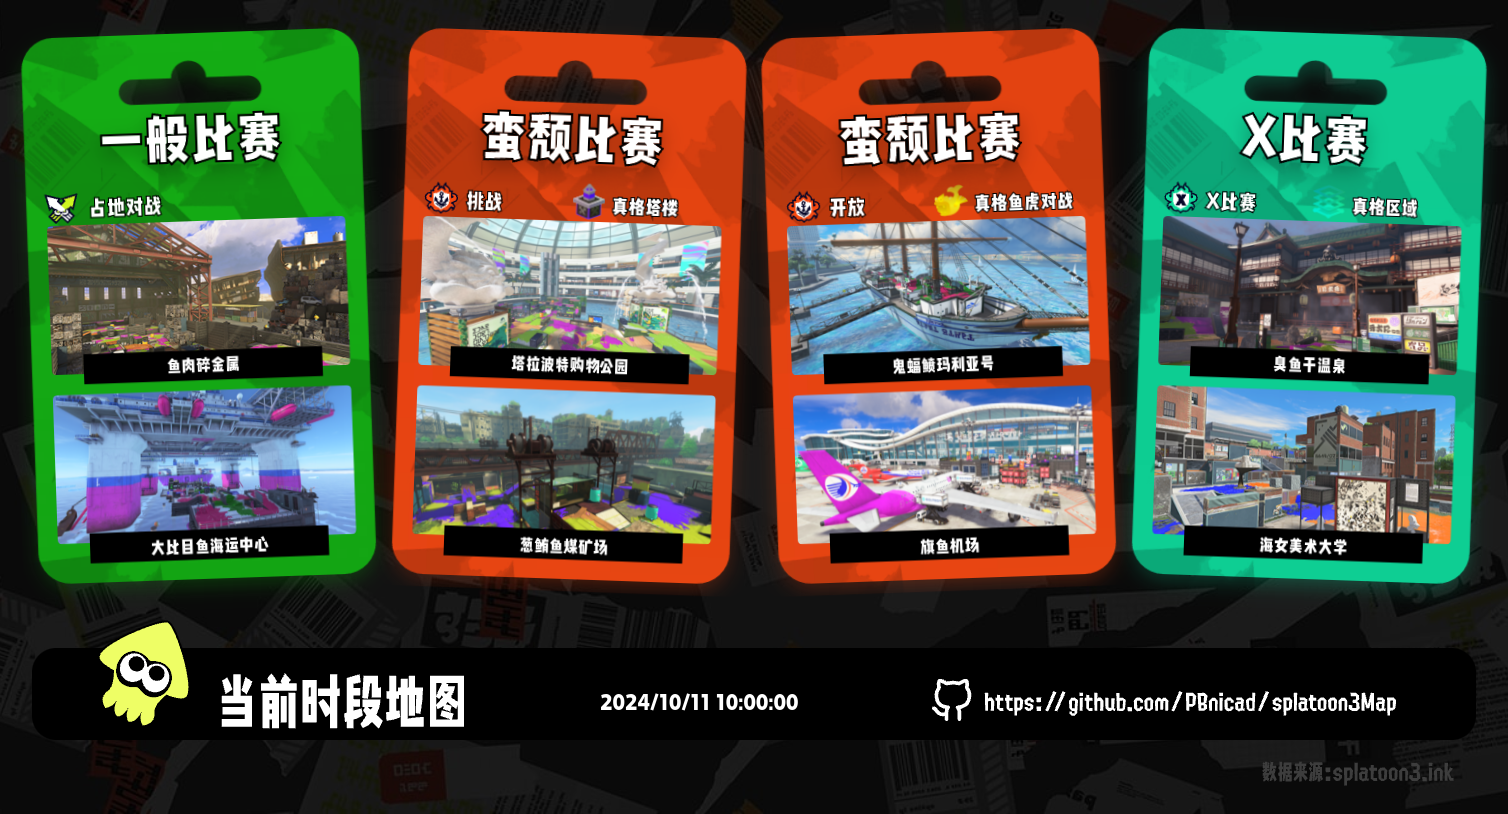 一般比赛
占地对战
鱼肉碎金属
大比目鱼海运中心
蛮颓比赛
挑战
真格塔楼
塔拉波特购物公园
葱鲔鱼煤矿场
蛮颓比赛
开放
真格鱼虎对战
鬼蝠鲼玛利亚号
旗鱼机场
X比赛
X比赛
真格区域
臭鱼干温泉
海女美术大学
当前时段地图
2024/10/11 10:00:00
https://github.com/PBnicad/splatoon3Map
数据来源:splatoon3.ink